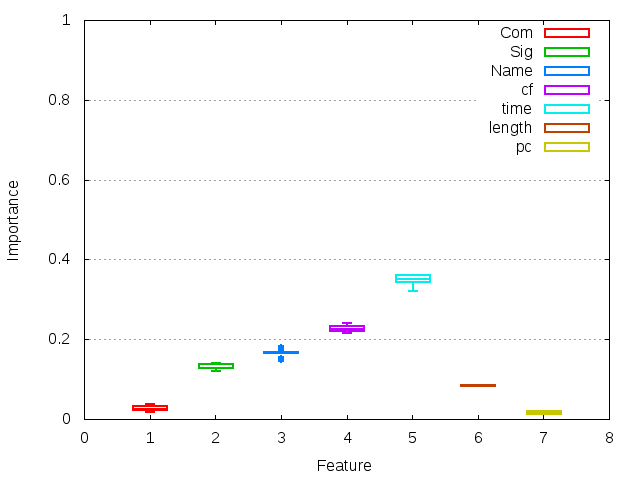 1
0.8
0.6
0.4
0.2
0
0 1 2 3 4 5 6 7 8
Importance
Feature
Com
Sig
Name
cf
time
length
pc